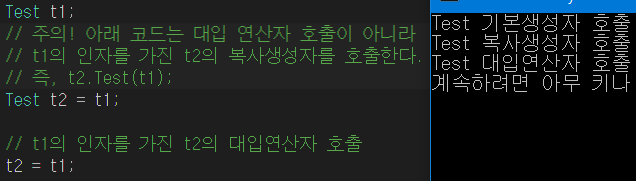 Test t1;
// 주의! 아래 코드는 대입 연산자 호출이 아니라
// t1의 인자를 가진 t2의 복사생성자를 호출한다.
// 즉, t2.Test(t1);
Test t2 = t1;
// t1의 인자를 가진 t2의 대입연산자 호출
t2 = t1;
Test 기본생성자 호출
Test 복사생성자 호출
Test 대입연산자 호출
계속하려면 아무 키나